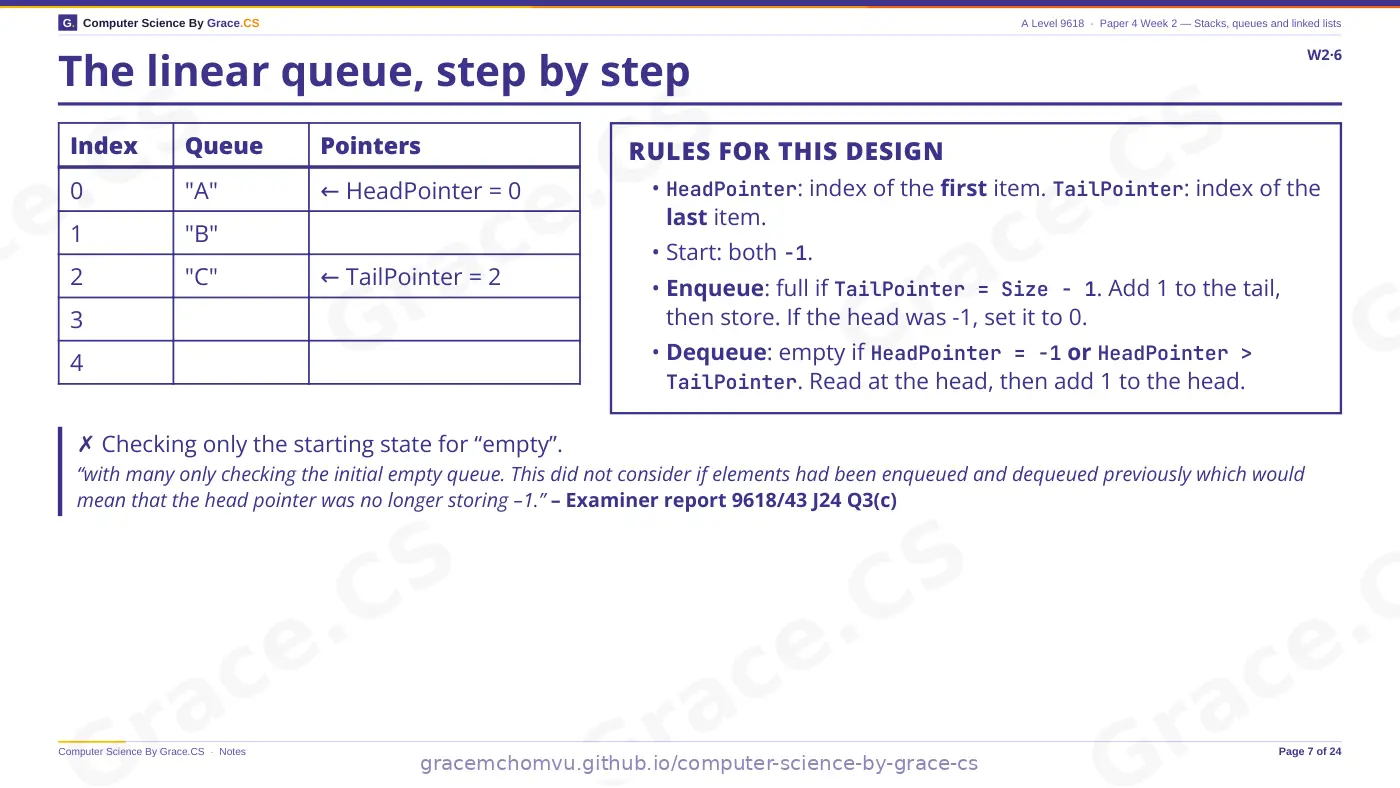 G. Computer Science By Grace.CS
A Level 9618 · Paper 4 Week 2 — Stacks, queues and linked lists
The linear queue, step by step
W2·6
Index Queue Pointers
0 "A" ← HeadPointer = 0
1 "B"
2 "C" ← TailPointer = 2
3
4
RULES FOR THIS DESIGN
• HeadPointer: index of the first item. TailPointer: index of the
last item.
• Start: both -1.
• Enqueue: full if TailPointer = Size - 1. Add 1 to the tail,
then store. If the head was -1, set it to 0.
• Dequeue: empty if HeadPointer = -1 or HeadPointer >
TailPointer. Read at the head, then add 1 to the head.
✗ Checking only the starting state for “empty”.
“with many only checking the initial empty queue. This did not consider if elements had been enqueued and dequeued previously which would
mean that the head pointer was no longer storing –1.” – Examiner report 9618/43 J24 Q3(c)
Computer Science By Grace.CS · Notes
gracemchomvu.github.io/computer-science-by-grace-cs
Page 7 of 24
Grace.CS